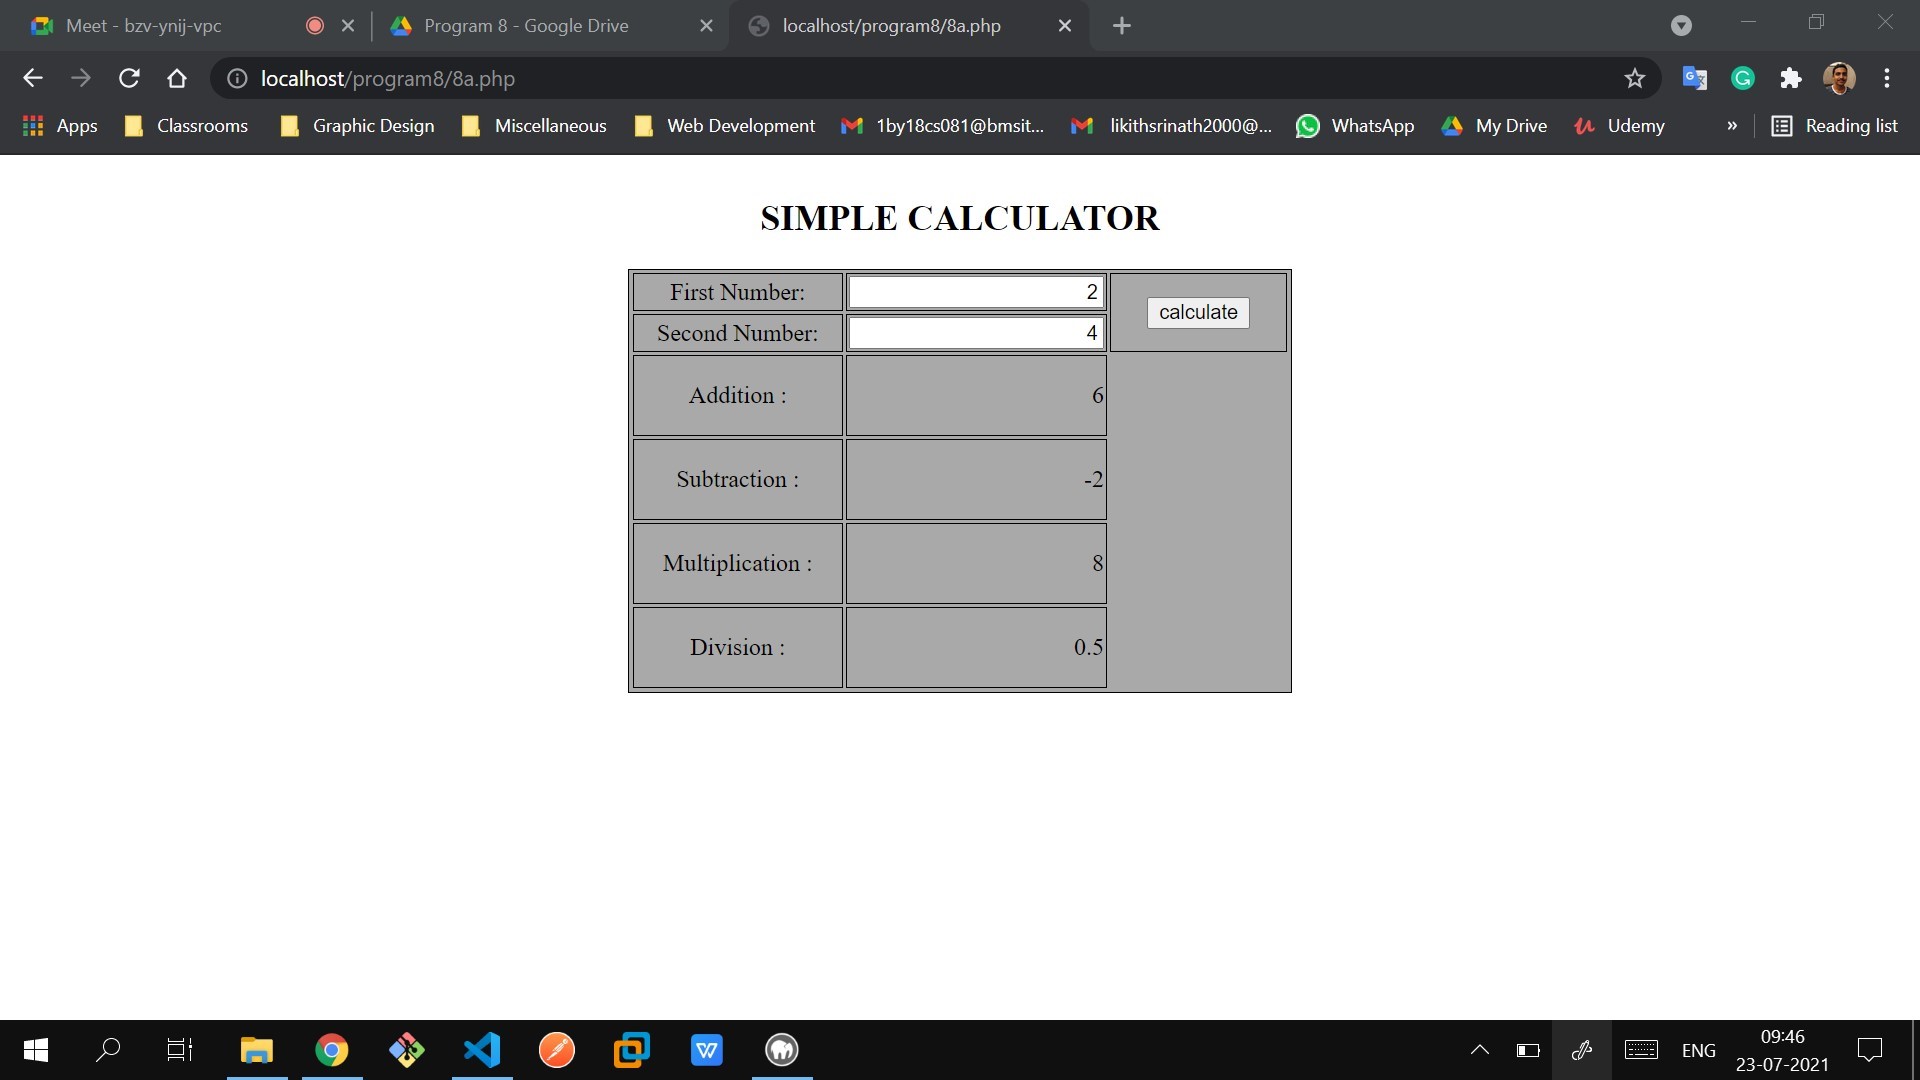 Meet - bzv-ynij-vpc Program 8 - Google Drive localhost/program8/8a.php
localhost/program8/8a.php
Apps Classrooms Graphic Design Miscellaneous Web Development 1by18cs081@bmsit... likithsrinath2000@... WhatsApp My Drive Udemy » Reading list
SIMPLE CALCULATOR
First Number: 2
calculate
Second Number: 4
Addition : 6
Subtraction : -2
Multiplication : 8
Division : 0.5
09:46
ENG
23-07-2021